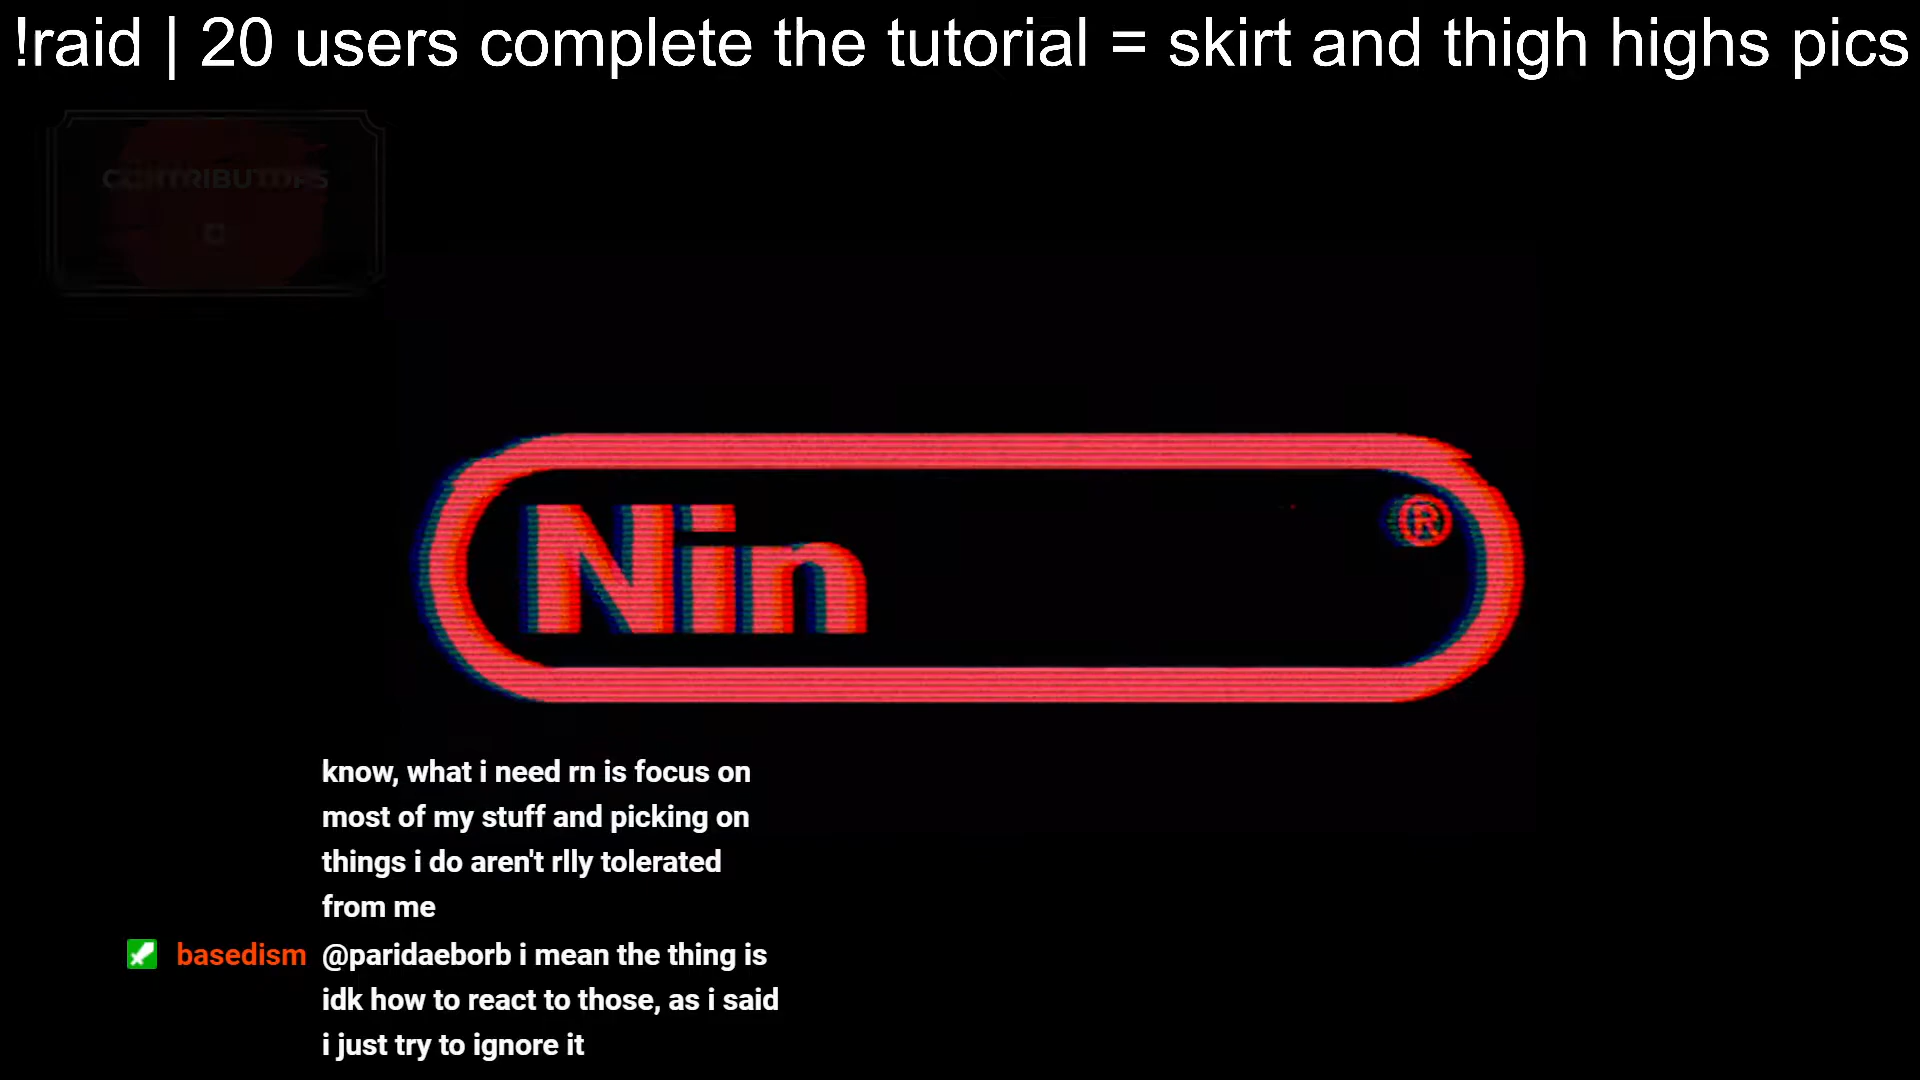 !raid | 20 users complete the tutorial = skirt and thigh highs pics
CONTRIBUTORS
Nin ®
know, what i need rn is focus on
most of my stuff and picking on
things i do aren't rlly tolerated
from me
basedism @paridaeborb i mean the thing is
idk how to react to those, as i said
i just try to ignore it